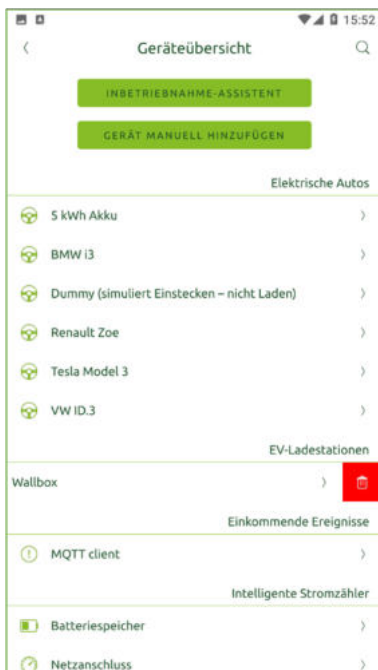 15:52
Geräteübersicht
INBETRIEBNAHME-ASSISTENT
GERÄT MANUELL HINZUFÜGEN
Elektrische Autos
5 kWh Akku
BMW i3
Dummy (simuliert Einstecken – nicht Laden)
Renault Zoe
Tesla Model 3
VW ID.3
EV-Ladestationen
Wallbox
Einkommende Ereignisse
MQTT client
Intelligente Stromzähler
Batteriespeicher
Netzanschluss